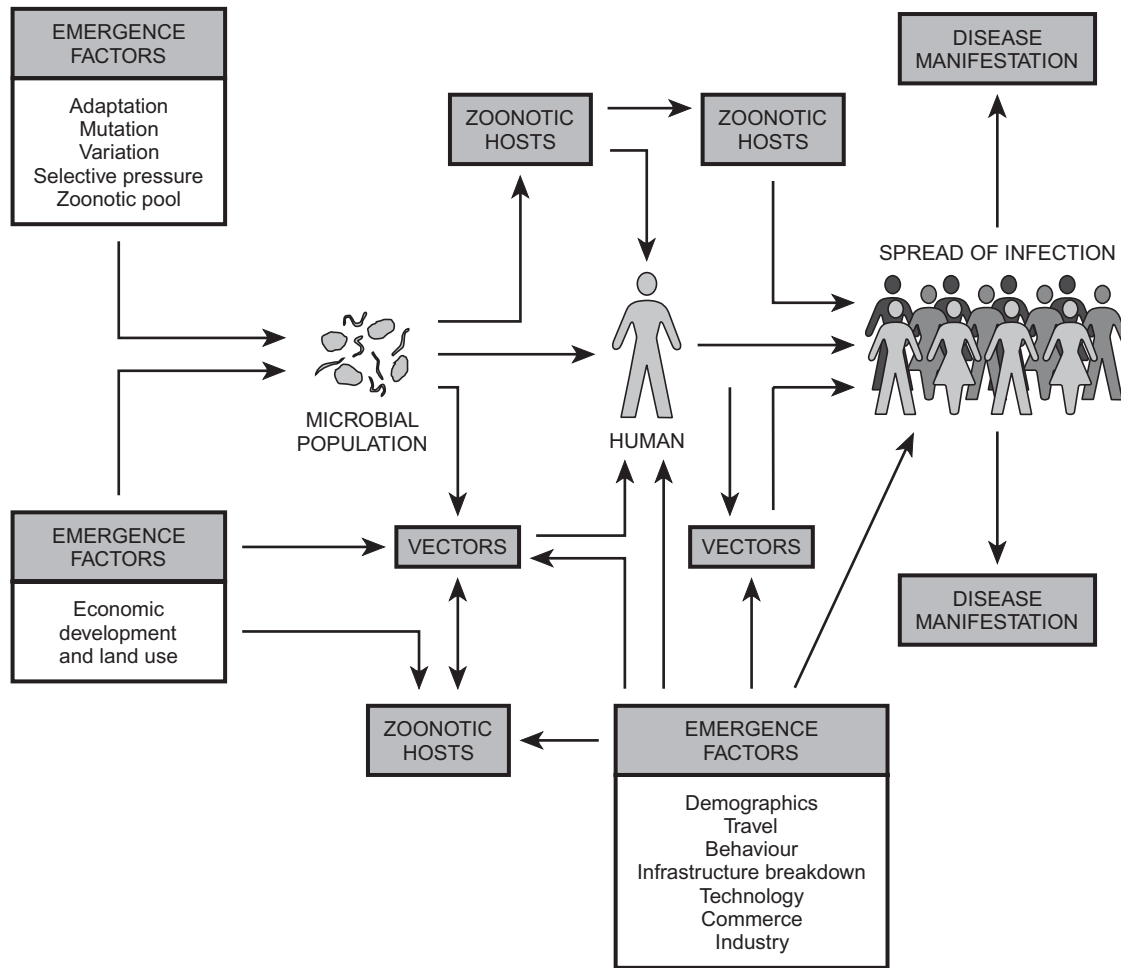 EMERGENCE
FACTORS
Adaptation
Mutation
Variation
Selective pressure
Zoonotic pool
ZOONOTIC
HOSTS
ZOONOTIC
HOSTS
DISEASE
MANIFESTATION
SPREAD OF INFECTION
MICROBIAL
POPULATION
HUMAN
EMERGENCE
FACTORS
Economic
development
and land use
VECTORS
VECTORS
DISEASE
MANIFESTATION
ZOONOTIC
HOSTS
EMERGENCE
FACTORS
Demographics
Travel
Behaviour
Infrastructure breakdown
Technology
Commerce
Industry